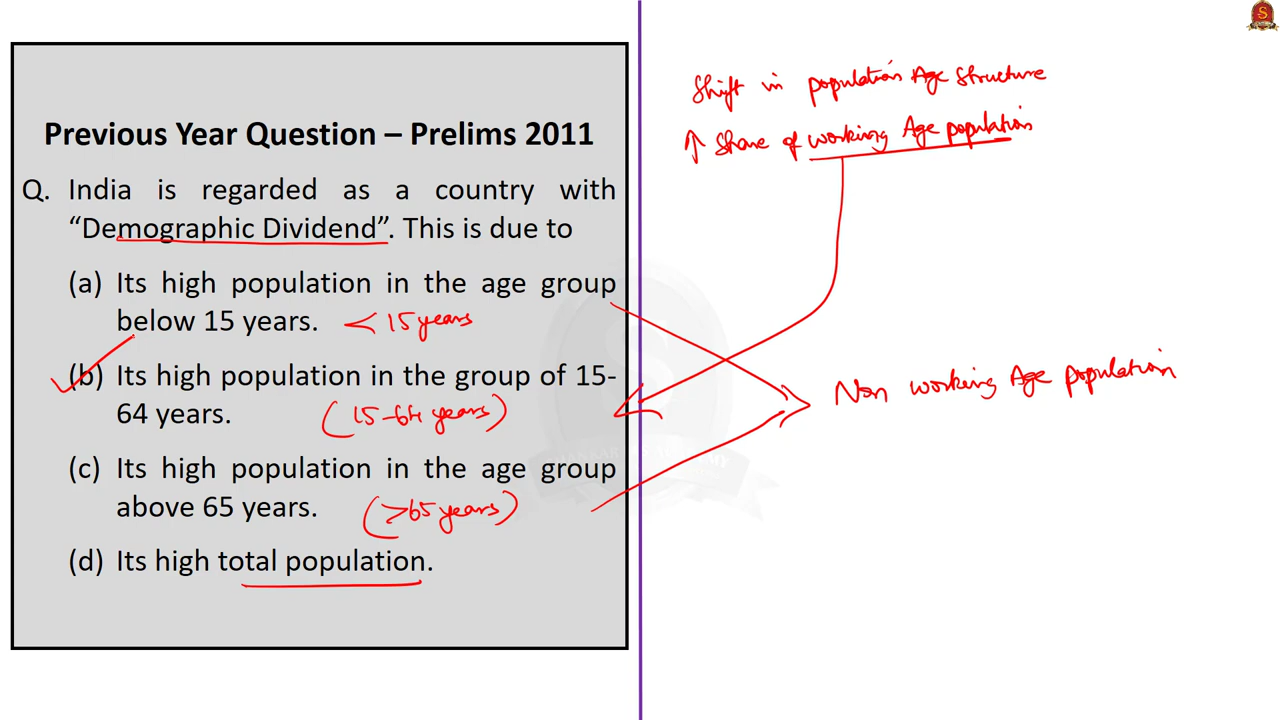 Previous Year Question – Prelims 2011
Q. India is regarded as a country with
“Demographic Dividend”. This is due to
(a) Its high population in the age group
below 15 years. < 15 years
(b) Its high population in the group of 15-
64 years. (15-64 years)
(c) Its high population in the age group
above 65 years. (>65 years)
(d) Its high total population.
Shift in population Age structure
↑ share of working Age population
Non working Age population